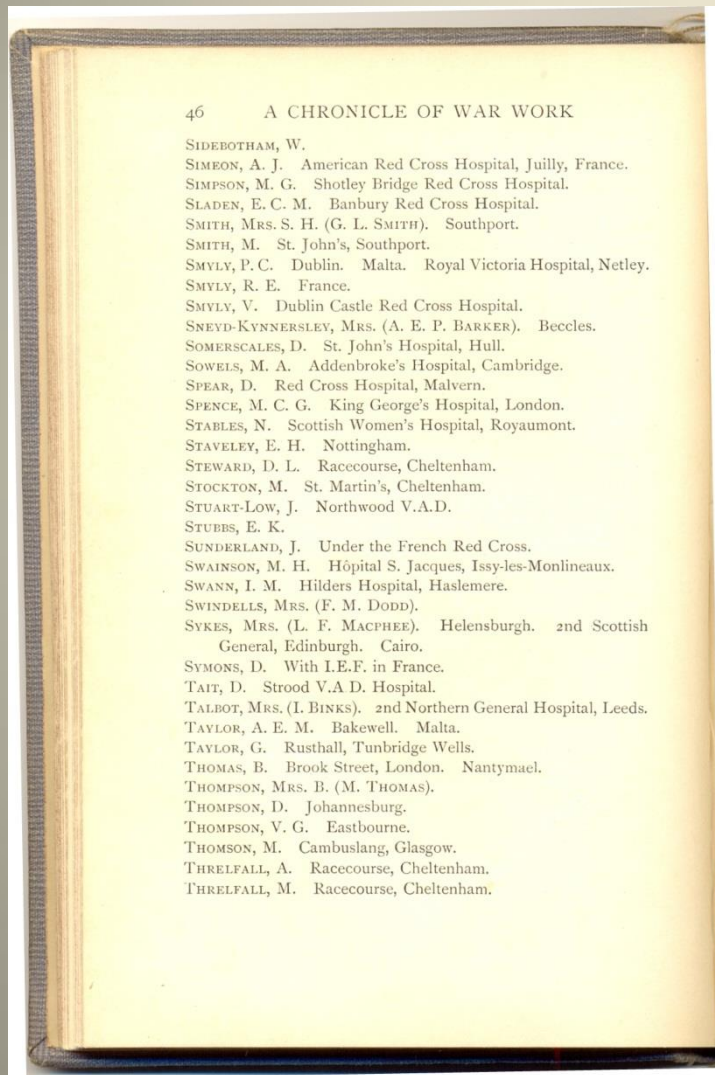 46 A CHRONICLE OF WAR WORK
SIDEBOTHAM, W.
SIMEON, A. J. American Red Cross Hospital, Juilly, France.
SIMPSON, M. G. Shotley Bridge Red Cross Hospital.
SLADEN, E. C. M. Banbury Red Cross Hospital.
SMITH, MRS. S. H. (G. L. SMITH). Southport.
SMITH, M. St. John's, Southport.
SMYLY, P. C. Dublin. Malta. Royal Victoria Hospital, Netley.
SMYLY, R. E. France.
SMYLY, V. Dublin Castle Red Cross Hospital.
SNEYD-KYNNERSLEY, MRS. (A. E. P. BARKER). Beccles.
SOMERSCALES, D. St. John's Hospital, Hull.
SOWELS, M. A. Addenbroke's Hospital, Cambridge.
SPEAR, D. Red Cross Hospital, Malvern.
SPENCE, M. C. G. King George's Hospital, London.
STABLES, N. Scottish Women's Hospital, Royaumont.
STAVELEY, E. H. Nottingham.
STEWARD, D. L. Racecourse, Cheltenham.
STOCKTON, M. St. Martin's, Cheltenham.
STUART-LOW, J. Northwood V.A.D.
STUBBS, E. K.
SUNDERLAND, J. Under the French Red Cross.
SWAINSON, M. H. Hôpital S. Jacques, Issy-les-Monlineaux.
SWANN, I. M. Hilders Hospital, Haslemere.
SWINDELLS, MRS. (F. M. DODD).
SYKES, MRS. (L. F. MACPHEE). Helensburgh. 2nd Scottish
General, Edinburgh. Cairo.
SYMONS, D. With I.E.F. in France.
TAIT, D. Strood V.A.D. Hospital.
TALBOT, MRS. (I. BINKS). 2nd Northern General Hospital, Leeds.
TAYLOR, A. E. M. Bakewell. Malta.
TAYLOR, G. Rusthall, Tunbridge Wells.
THOMAS, B. Brook Street, London. Nantymael.
THOMPSON, MRS. B. (M. THOMAS).
THOMPSON, D. Johannesburg.
THOMPSON, V. G. Eastbourne.
THOMSON, M. Cambuslang, Glasgow.
THRELFALL, A. Racecourse, Cheltenham.
THRELFALL, M. Racecourse, Cheltenham.